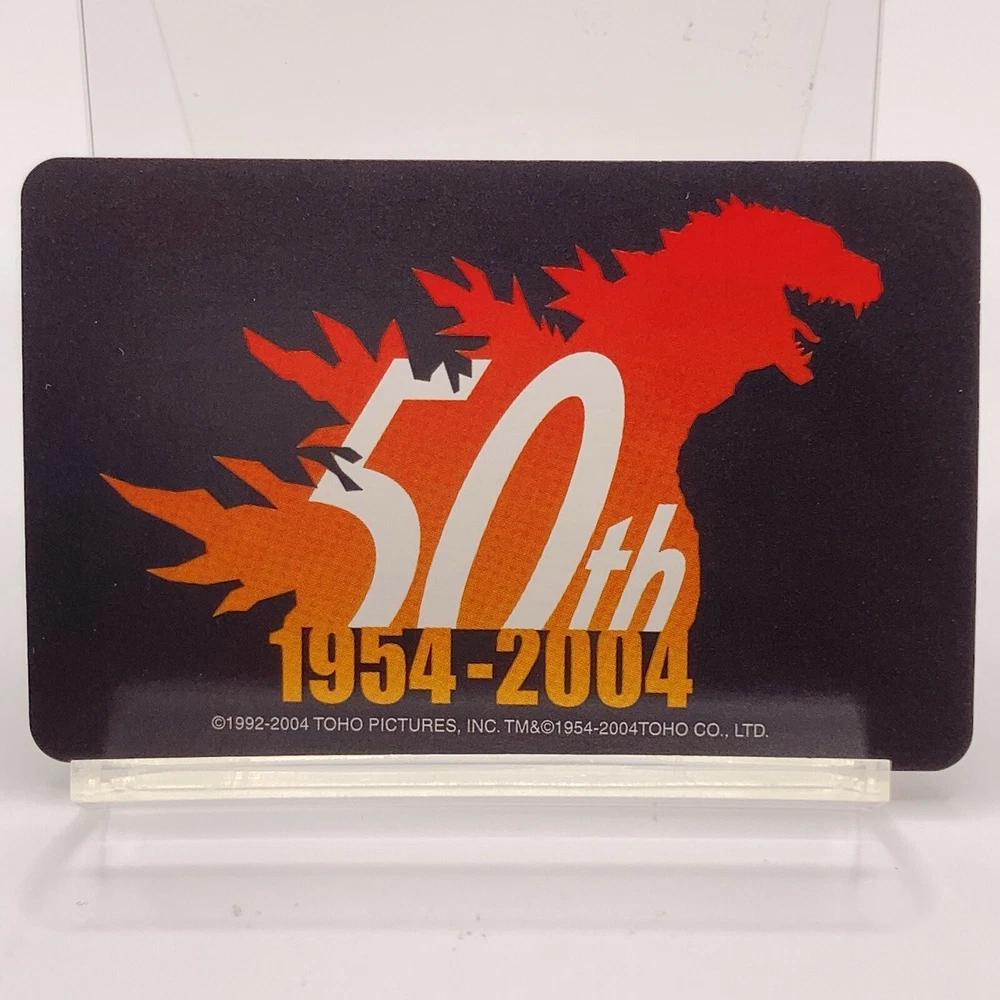 50th
1954-2004
©1992-2004 TOHO PICTURES, INC. TM&©1954-2004TOHO CO., LTD.